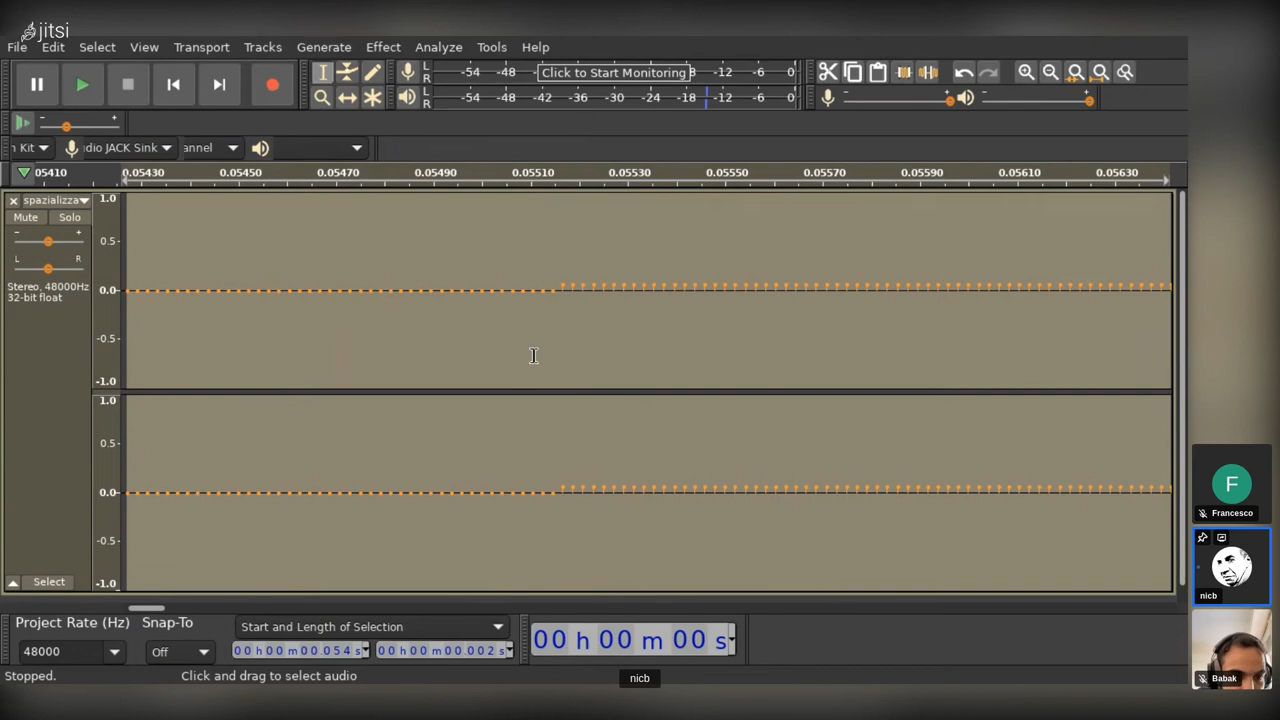 jitsi
File Edit Select View Transport Tracks Generate Effect Analyze Tools Help
L R -54 -48 -42 Click to Start Monitoring 8 -12 -6 0
L R -54 -48 -42 -36 -30 -24 -18 -12 -6 0
n Kit udio JACK Sink annel
05410 0.05430 0.05450 0.05470 0.05490 0.05510 0.05530 0.05550 0.05570 0.05590 0.05610 0.05630
spazializza
Mute Solo
- +
L R
Stereo, 48000Hz
32-bit float
1.0
0.5
0.0
-0.5
-1.0
1.0
0.5
0.0
-0.5
-1.0
Select
F
Francesco
nicb
Babak
Project Rate (Hz) Snap-To Start and Length of Selection
48000 Off 00 h 00 m 00.054 s 00 h 00 m 00.002 s 00 h 00 m 00 s
Stopped. Click and drag to select audio
nicb